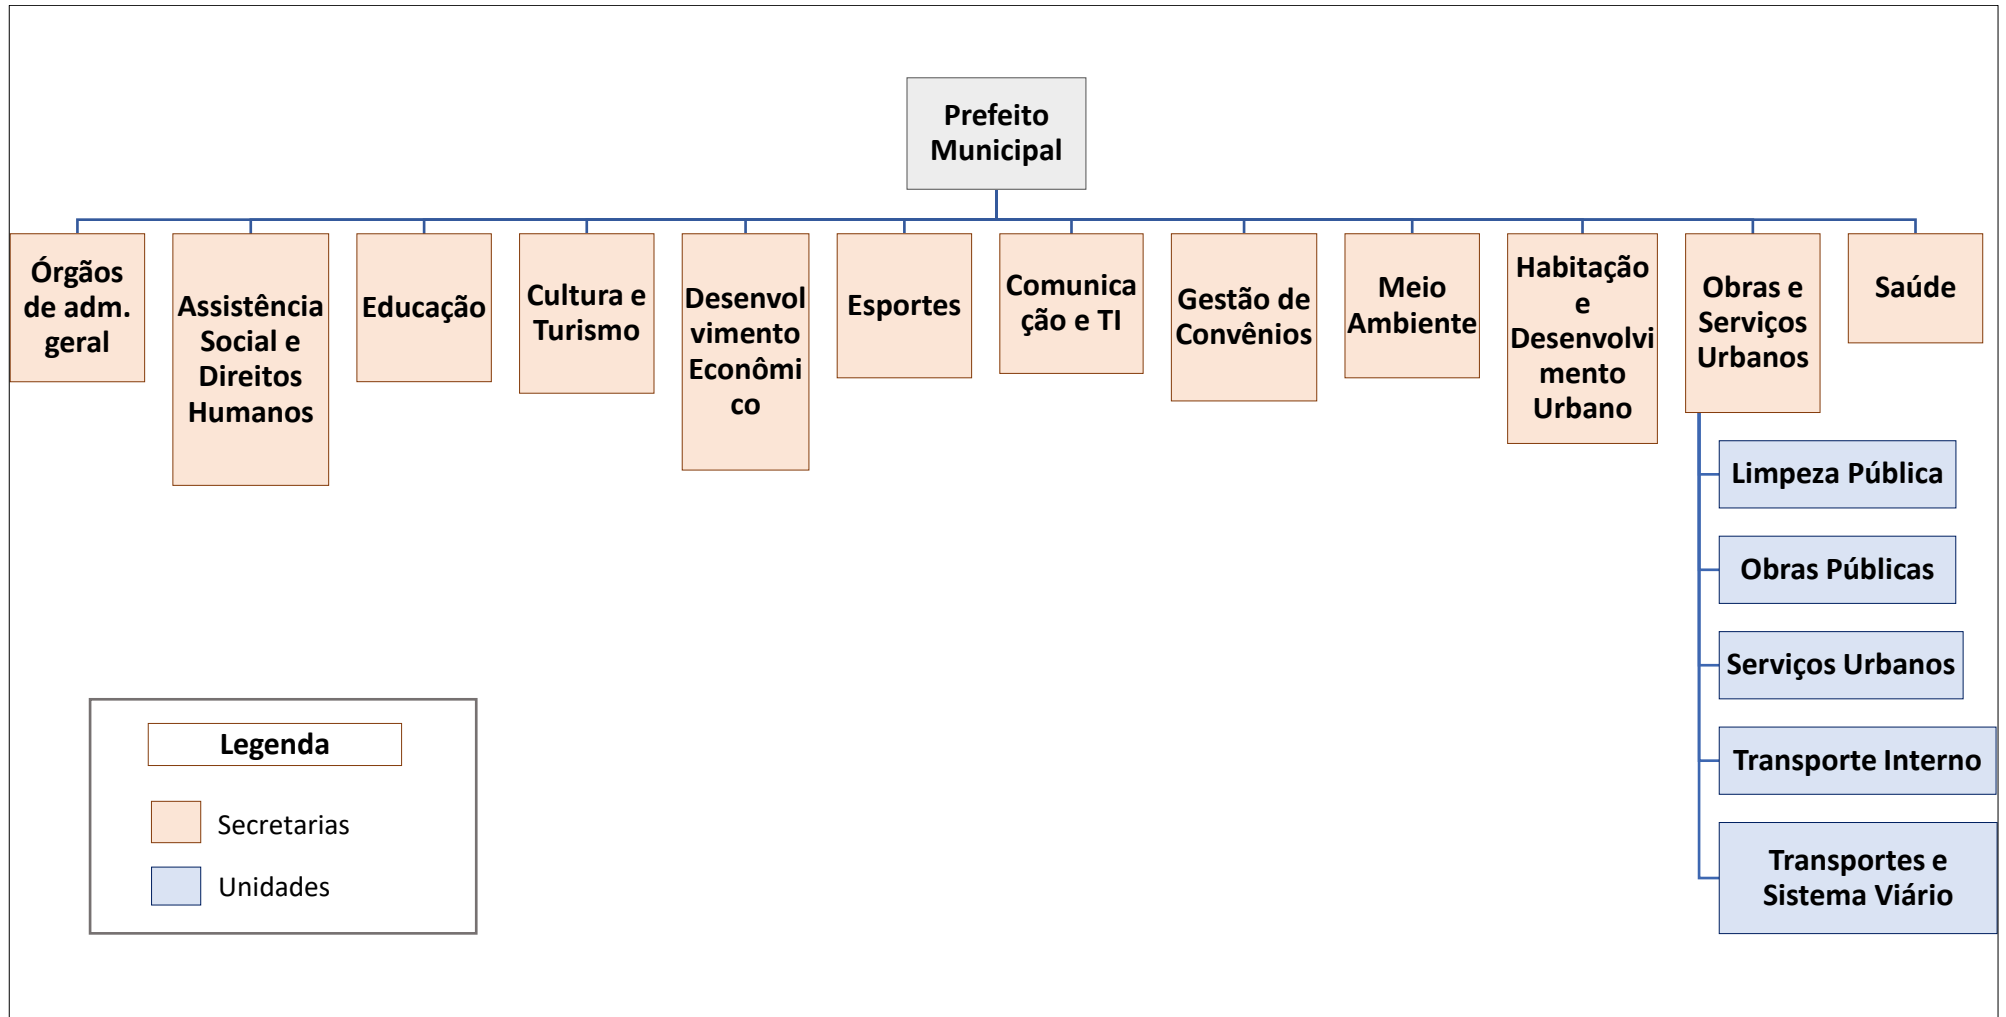 Prefeito
Municipal
Órgãos
de adm.
geral
Assistência
Social e
Direitos
Humanos
Educação
Cultura e
Turismo
Desenvol
vimento
Econômi
co
Esportes
Comunica
ção e TI
Gestão de
Convênios
Meio
Ambiente
Habitação
e
Desenvolvi
mento
Urbano
Obras e
Serviços
Urbanos
Saúde
Limpeza Pública
Obras Públicas
Serviços Urbanos
Transporte Interno
Transportes e
Sistema Viário
Legenda
Secretarias
Unidades